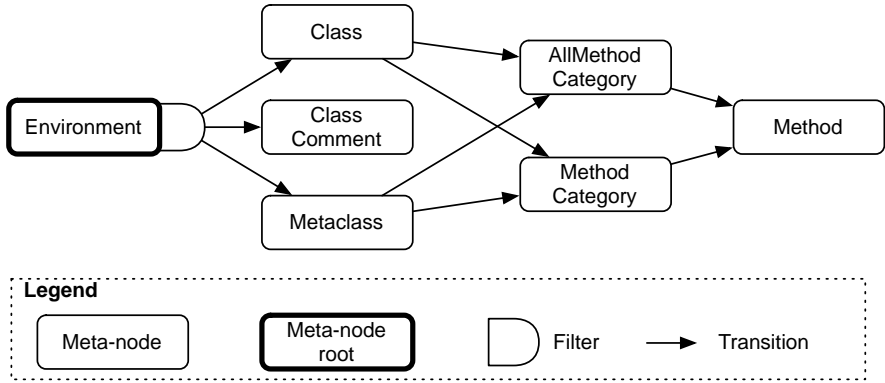 Class
AllMethod
Category
Environment
Class
Comment
Method
Method
Category
Metaclass
Legend
Meta-node
Meta-node
root
Filter
Transition